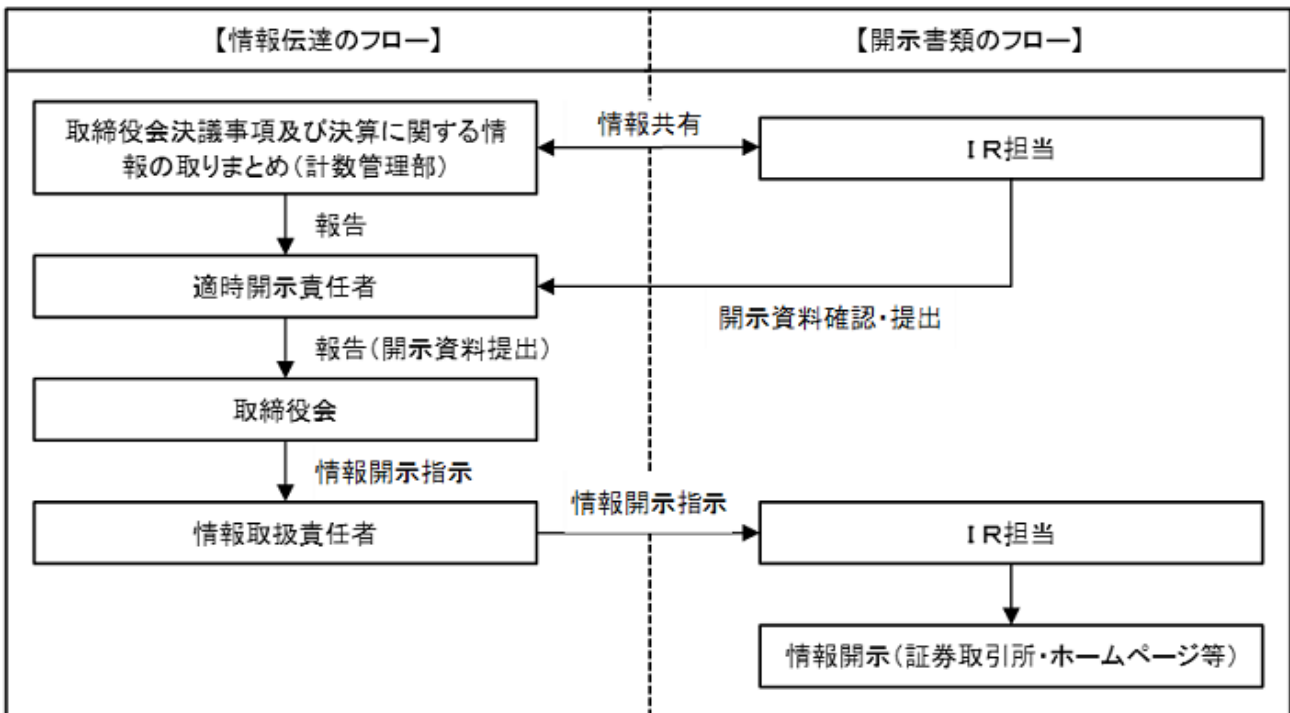 【情報伝達のフロー】
【開示書類のフロー】
取締役会決議事項及び決算に関する情
報の取りまとめ（計数管理部）
情報共有
ＩＲ担当
報告
適時開示責任者
開示資料確認・提出
報告（開示資料提出）
取締役会
情報開示指示
情報取扱責任者
情報開示指示
ＩＲ担当
情報開示（証券取引所・ホームページ等）